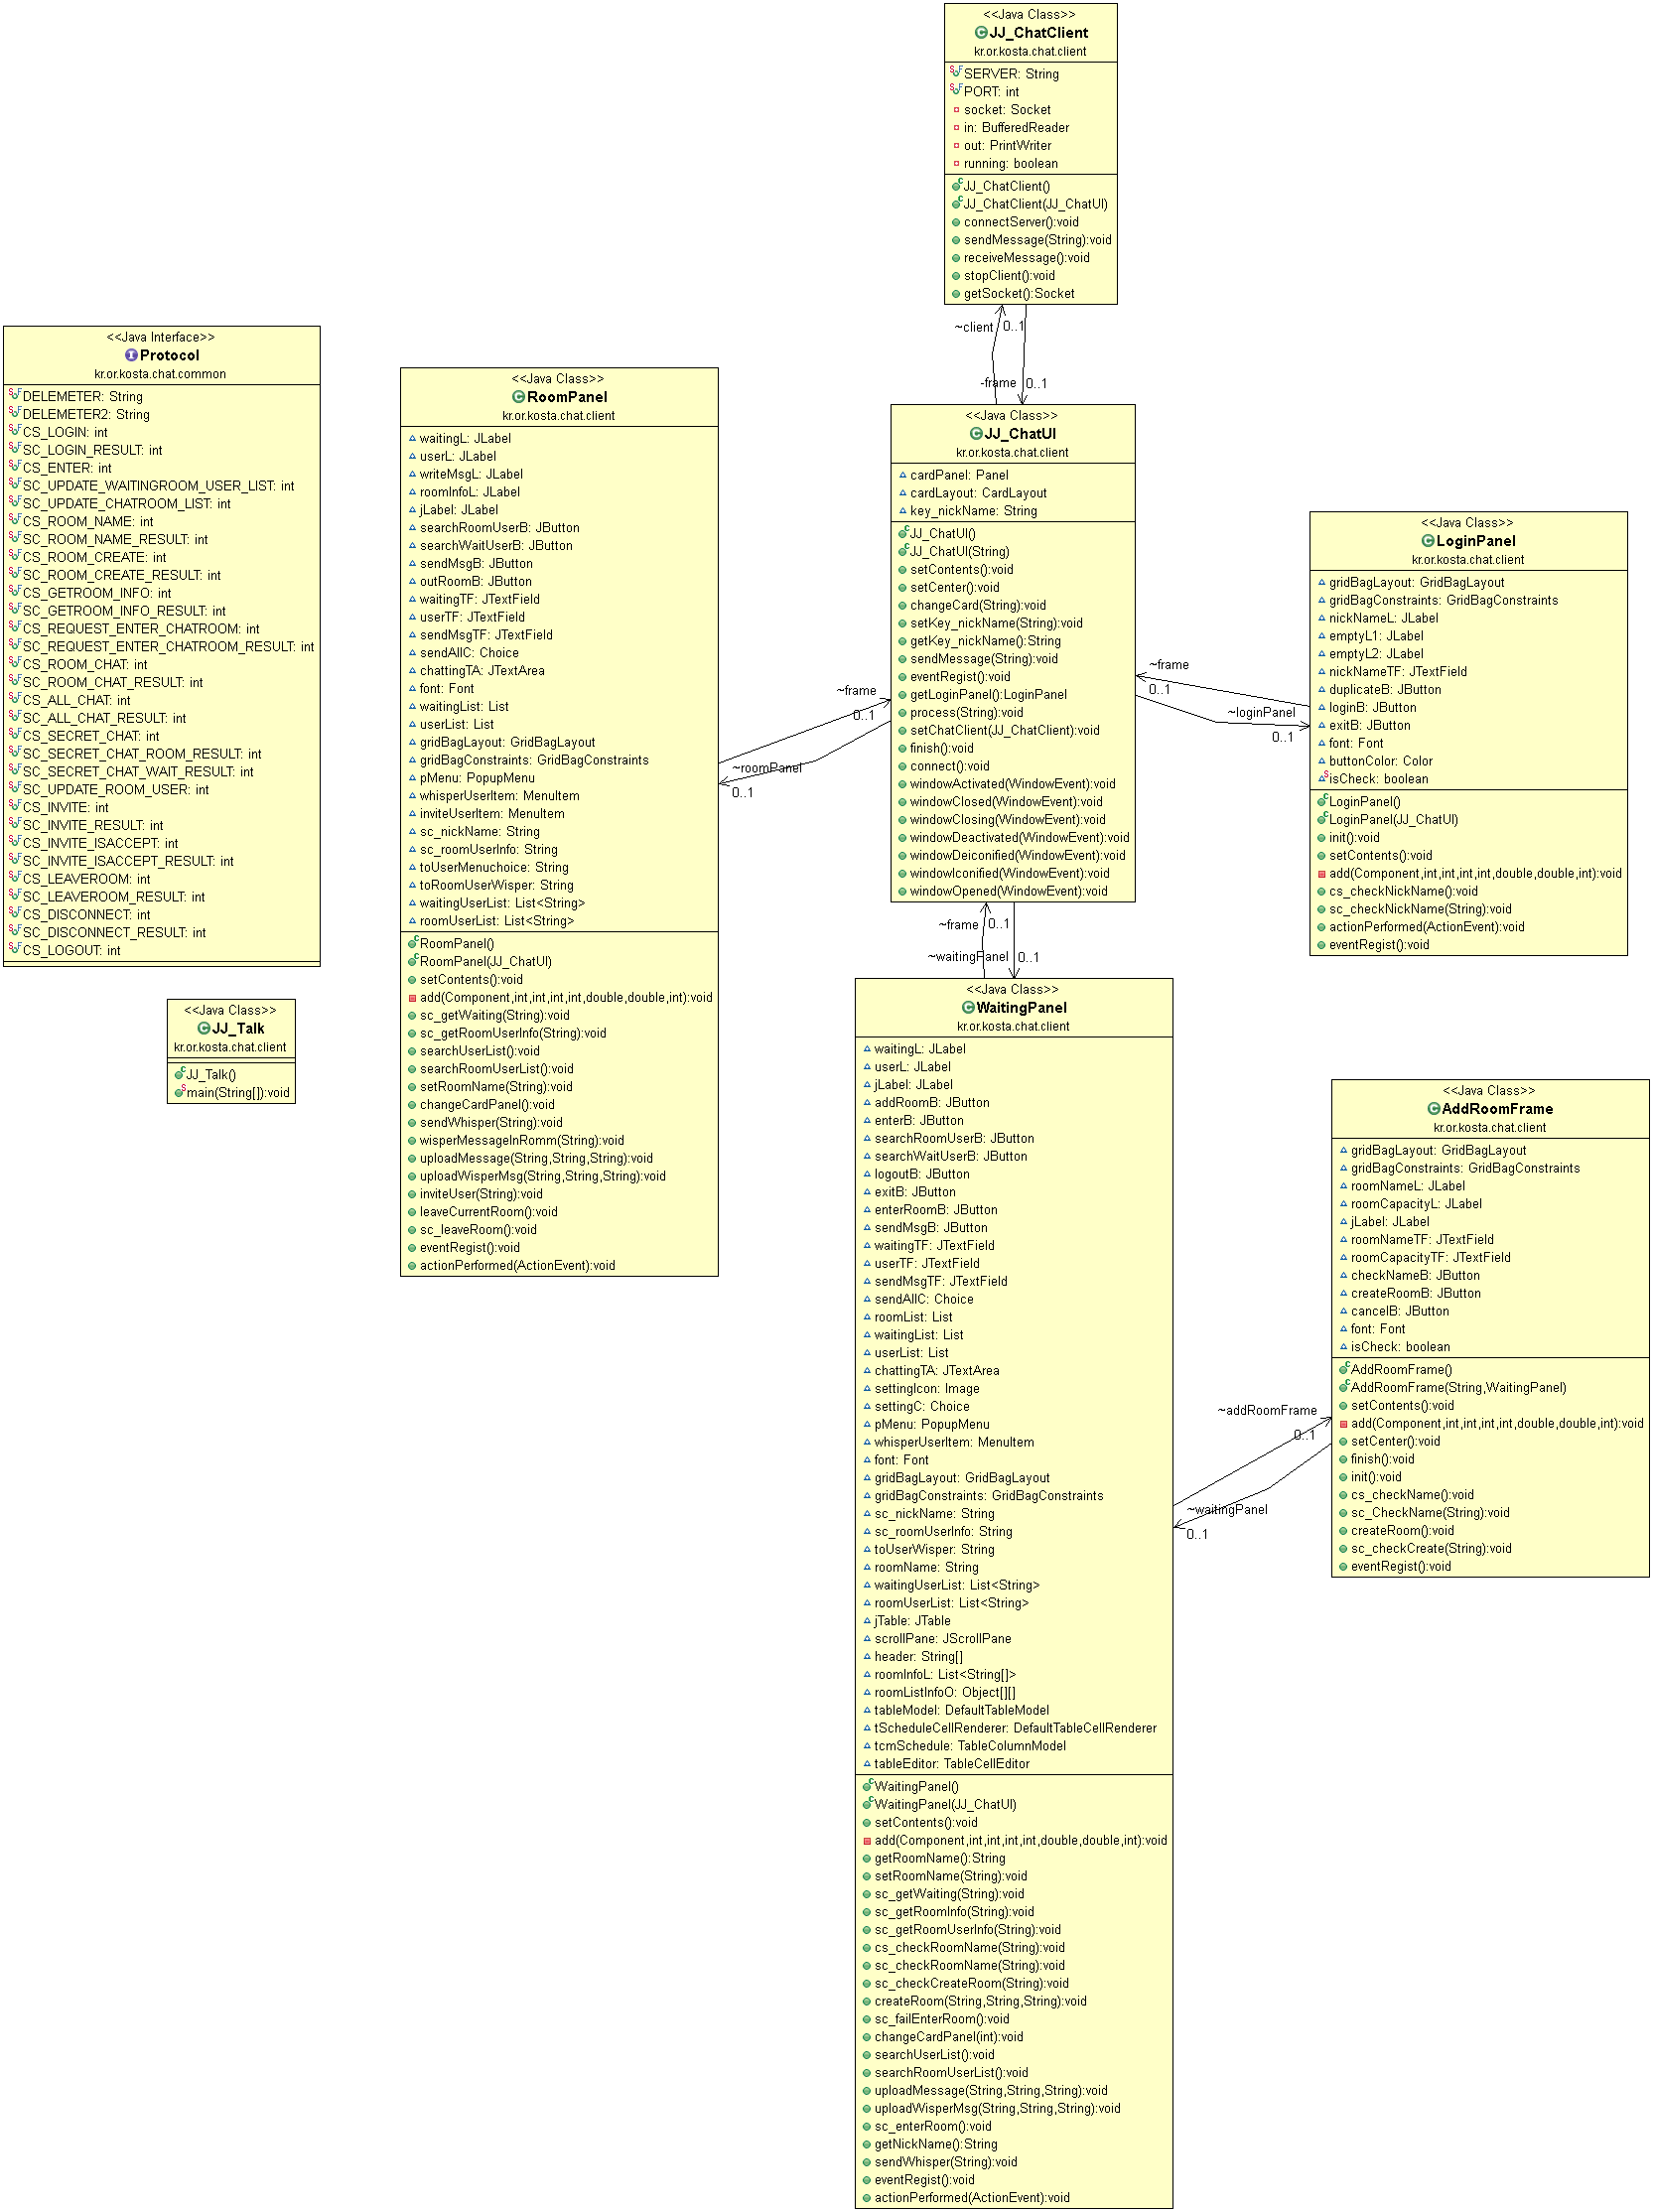 <<Java Class>>
JJ_ChatClient
kr.or.kosta.chat.client
SERVER: String
PORT: int
socket: Socket
in: BufferedReader
out: PrintWriter
running: boolean
JJ_ChatClient()
JJ_ChatClient(JJ_ChatUI)
connectServer():void
sendMessage(String):void
receiveMessage():void
stopClient():void
getSocket():Socket
~client 0..1
-frame 0..1
<<Java Interface>>
Protocol
kr.or.kosta.chat.common
DELEMETER: String
DELEMETER2: String
CS_LOGIN: int
SC_LOGIN_RESULT: int
CS_ENTER: int
SC_UPDATE_WAITINGROOM_USER_LIST: int
SC_UPDATE_CHATROOM_LIST: int
CS_ROOM_NAME: int
SC_ROOM_NAME_RESULT: int
CS_ROOM_CREATE: int
SC_ROOM_CREATE_RESULT: int
CS_GETROOM_INFO: int
SC_GETROOM_INFO_RESULT: int
CS_REQUEST_ENTER_CHATROOM: int
SC_REQUEST_ENTER_CHATROOM_RESULT: int
CS_ROOM_CHAT: int
SC_ROOM_CHAT_RESULT: int
CS_ALL_CHAT: int
SC_ALL_CHAT_RESULT: int
CS_SECRET_CHAT: int
SC_SECRET_CHAT_ROOM_RESULT: int
SC_SECRET_CHAT_WAIT_RESULT: int
SC_UPDATE_ROOM_USER: int
CS_INVITE: int
SC_INVITE_RESULT: int
CS_INVITE_ISACCEPT: int
SC_INVITE_ISACCEPT_RESULT: int
CS_LEAVEROOM: int
SC_LEAVEROOM_RESULT: int
CS_DISCONNECT: int
SC_DISCONNECT_RESULT: int
CS_LOGOUT: int
<<Java Class>>
JJ_Talk
kr.or.kosta.chat.client
JJ_Talk()
main(String[]):void
<<Java Class>>
RoomPanel
kr.or.kosta.chat.client
waitingL: JLabel
userL: JLabel
writeMsgL: JLabel
roomInfoL: JLabel
jLabel: JLabel
searchRoomUserB: JButton
searchWaitUserB: JButton
sendMsgB: JButton
outRoomB: JButton
waitingTF: JTextField
userTF: JTextField
sendMsgTF: JTextField
sendAllC: Choice
chattingTA: JTextArea
font: Font
waitingList: List
userList: List
gridBagLayout: GridBagLayout
gridBagConstraints: GridBagConstraints
pMenu: PopupMenu
whisperUserItem: MenuItem
inviteUserItem: MenuItem
sc_nickName: String
sc_roomUserInfo: String
toUserMenuchoice: String
toRoomUserWisper: String
waitingUserList: List<String>
roomUserList: List<String>
RoomPanel()
RoomPanel(JJ_ChatUI)
setContents():void
add(Component,int,int,int,int,double,double,int):void
sc_getWaiting(String):void
sc_getRoomUserInfo(String):void
searchUserList():void
searchRoomUserList():void
setRoomName(String):void
changeCardPanel():void
sendWhisper(String):void
wisperMessageInRomm(String):void
uploadMessage(String,String,String):void
uploadWisperMsg(String,String,String):void
inviteUser(String):void
leaveCurrentRoom():void
sc_leaveRoom():void
eventRegist():void
actionPerformed(ActionEvent):void
~frame
0..1
~roomPanel
0..1
<<Java Class>>
JJ_ChatUI
kr.or.kosta.chat.client
cardPanel: Panel
cardLayout: CardLayout
key_nickName: String
JJ_ChatUI()
JJ_ChatUI(String)
setContents():void
setCenter():void
changeCard(String):void
setKey_nickName(String):void
getKey_nickName():String
sendMessage(String):void
eventRegist():void
getLoginPanel():LoginPanel
process(String):void
setChatClient(JJ_ChatClient):void
finish():void
connect():void
windowActivated(WindowEvent):void
windowClosed(WindowEvent):void
windowClosing(WindowEvent):void
windowDeactivated(WindowEvent):void
windowDeiconified(WindowEvent):void
windowIconified(WindowEvent):void
windowOpened(WindowEvent):void
~frame
0..1
~loginPanel
0..1
<<Java Class>>
LoginPanel
kr.or.kosta.chat.client
gridBagLayout: GridBagLayout
gridBagConstraints: GridBagConstraints
nickNameL: JLabel
emptyL1: JLabel
emptyL2: JLabel
nickNameTF: JTextField
duplicateB: JButton
loginB: JButton
exitB: JButton
font: Font
buttonColor: Color
isCheck: boolean
LoginPanel()
LoginPanel(JJ_ChatUI)
init():void
setContents():void
add(Component,int,int,int,int,double,double,int):void
cs_checkNickName():void
sc_checkNickName(String):void
actionPerformed(ActionEvent):void
eventRegist():void
~frame 0..1
~waitingPanel 0..1
<<Java Class>>
WaitingPanel
kr.or.kosta.chat.client
waitingL: JLabel
userL: JLabel
jLabel: JLabel
addRoomB: JButton
enterB: JButton
searchRoomUserB: JButton
searchWaitUserB: JButton
logoutB: JButton
exitB: JButton
enterRoomB: JButton
sendMsgB: JButton
waitingTF: JTextField
userTF: JTextField
sendMsgTF: JTextField
sendAllC: Choice
roomList: List
waitingList: List
userList: List
chattingTA: JTextArea
settingIcon: Image
settingC: Choice
pMenu: PopupMenu
whisperUserItem: MenuItem
font: Font
gridBagLayout: GridBagLayout
gridBagConstraints: GridBagConstraints
sc_nickName: String
sc_roomUserInfo: String
toUserWisper: String
roomName: String
waitingUserList: List<String>
roomUserList: List<String>
jTable: JTable
scrollPane: JScrollPane
header: String[]
roomInfoL: List<String[]>
roomListInfoO: Object[][]
tableModel: DefaultTableModel
tScheduleCellRenderer: DefaultTableCellRenderer
tcmSchedule: TableColumnModel
tableEditor: TableCellEditor
WaitingPanel()
WaitingPanel(JJ_ChatUI)
setContents():void
add(Component,int,int,int,int,double,double,int):void
getRoomName():String
setRoomName(String):void
sc_getWaiting(String):void
sc_getRoomInfo(String):void
sc_getRoomUserInfo(String):void
cs_checkRoomName(String):void
sc_checkRoomName(String):void
sc_checkCreateRoom(String):void
createRoom(String,String,String):void
sc_failEnterRoom():void
changeCardPanel(int):void
searchUserList():void
searchRoomUserList():void
uploadMessage(String,String,String):void
uploadWisperMsg(String,String,String):void
sc_enterRoom():void
getNickName():String
sendWhisper(String):void
eventRegist():void
actionPerformed(ActionEvent):void
~addRoomFrame
0..1
~waitingPanel
0..1
<<Java Class>>
AddRoomFrame
kr.or.kosta.chat.client
gridBagLayout: GridBagLayout
gridBagConstraints: GridBagConstraints
roomNameL: JLabel
roomCapacityL: JLabel
jLabel: JLabel
roomNameTF: JTextField
roomCapacityTF: JTextField
checkNameB: JButton
createRoomB: JButton
cancelB: JButton
font: Font
isCheck: boolean
AddRoomFrame()
AddRoomFrame(String,WaitingPanel)
setContents():void
add(Component,int,int,int,int,double,double,int):void
setCenter():void
finish():void
init():void
cs_checkName():void
sc_CheckName(String):void
createRoom():void
sc_checkCreate(String):void
eventRegist():void